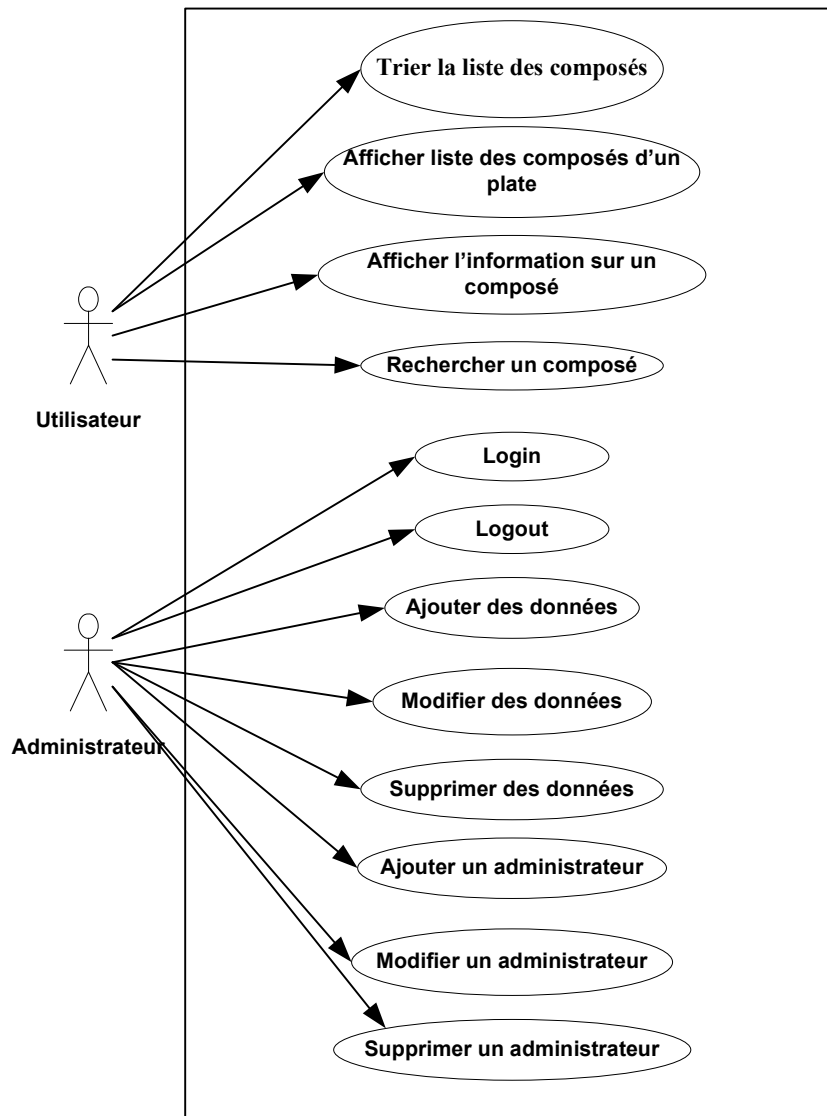 Trier la liste des composés
Afficher liste des composés d'un
plate
Afficher l'information sur un
composé
Rechercher un composé
Utilisateur
Login
Logout
Ajouter des données
Modifier des données
Administrateur
Supprimer des données
Ajouter un administrateur
Modifier un administrateur
Supprimer un administrateur